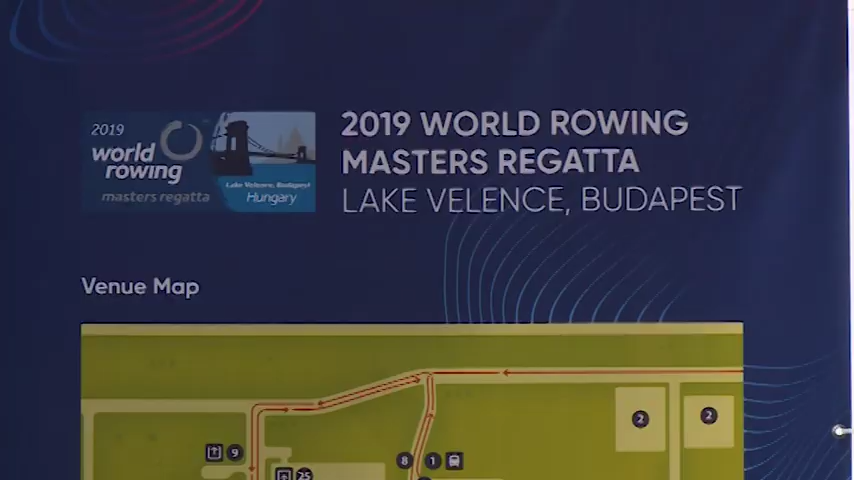 2019
world
rowing
masters regatta
Lake Velence, Budapest
Hungary
2019 WORLD ROWING
MASTERS REGATTA
LAKE VELENCE, BUDAPEST
Venue Map
2 2
9 8 1
25